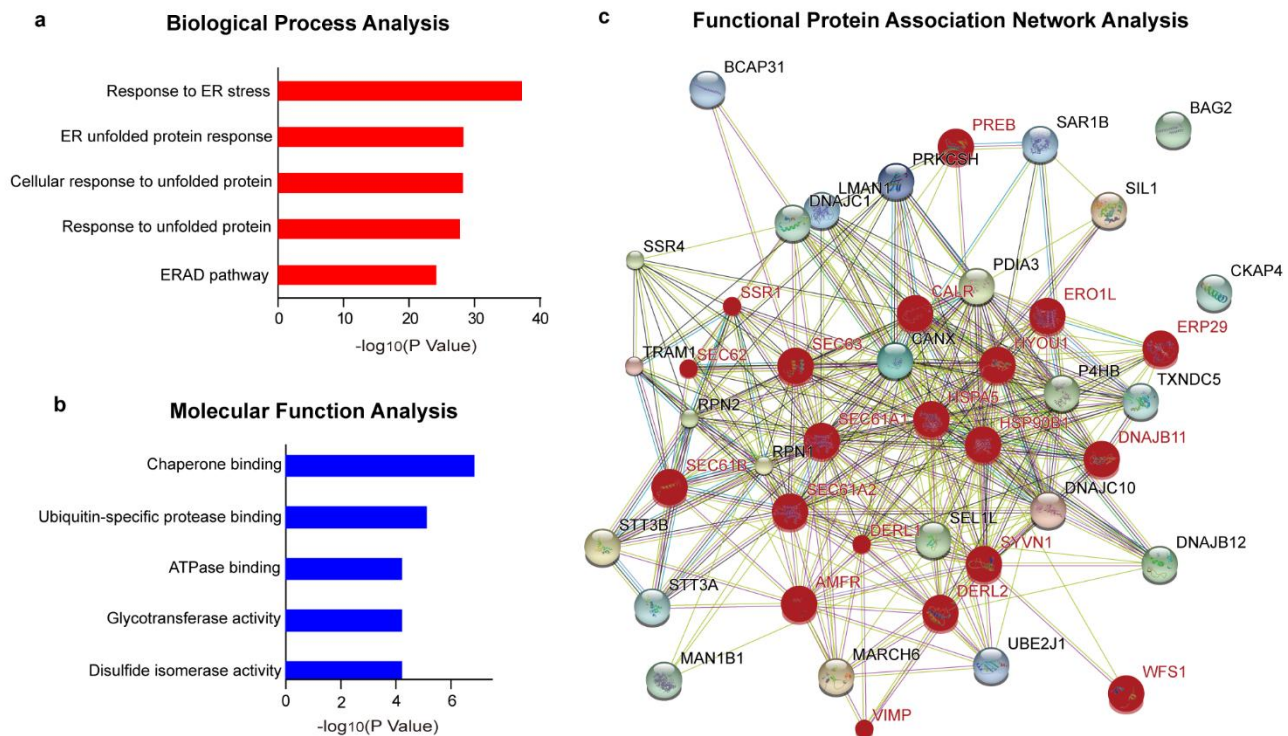 a
Biological Process Analysis
Response to ER stress
ER unfolded protein response
Cellular response to unfolded protein
Response to unfolded protein
ERAD pathway
0 10 20 30 40
-log10(P Value)
b
Molecular Function Analysis
Chaperone binding
Ubiquitin-specific protease binding
ATPase binding
Glycotransferase activity
Disulfide isomerase activity
0 2 4 6
-log10(P Value)
c
Functional Protein Association Network Analysis
BCAP31
BAG2
PREB
SAR1B
PRKCSH
SIL1
LMAN1
DNAJC1
SSR4
PDIA3
CKAP4
SSR1
CALR
ERO1L
ERP29
TRAM1
SEC62
SEC63
CANX
HYOU1
P4HB
TXNDC5
RPN2
HSPA5
SEC61A1
HSP90B1
DNAJB11
RPN1
SEC61B
SEC61A2
DNAJC10
STT3B
DERL1
SEL1L
SYVN1
DNAJB12
STT3A
AMFR
DERL2
MAN1B1
MARCH6
UBE2J1
WFS1
VIMP